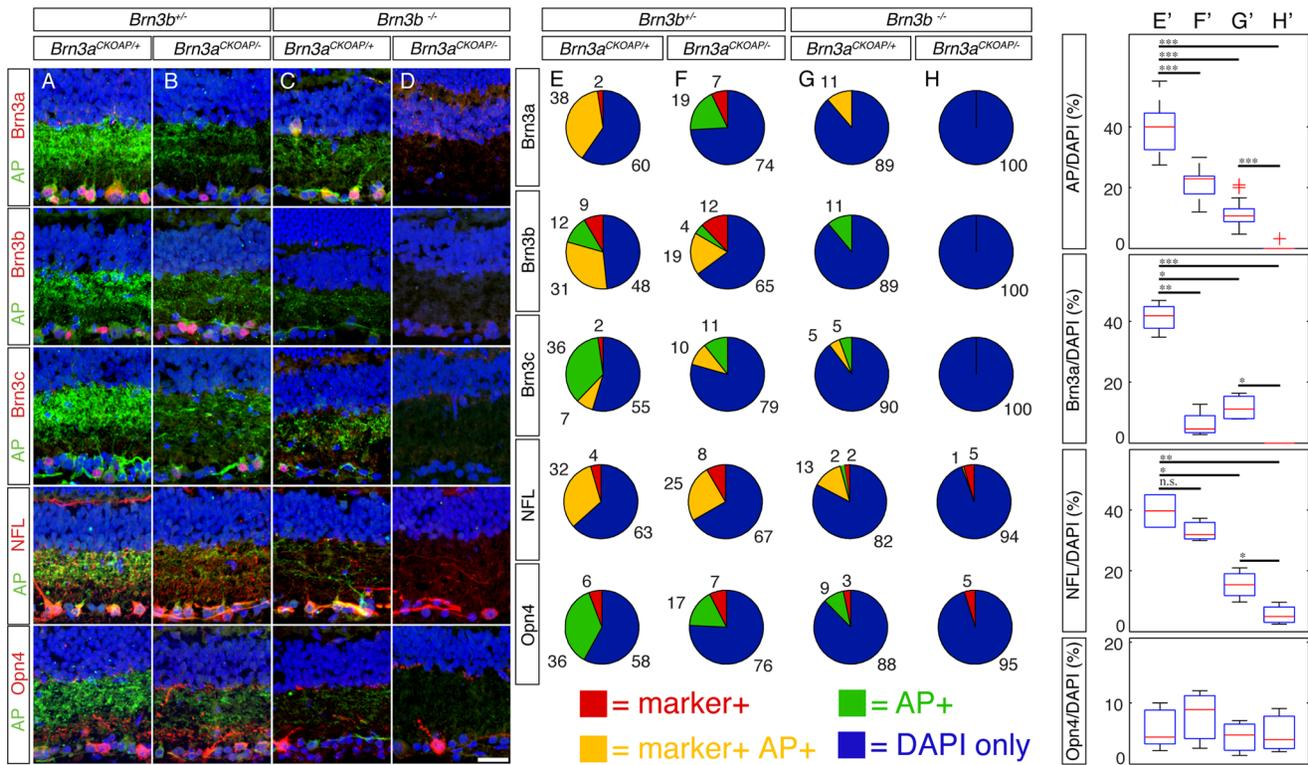 Brn3b+/-
Brn3b -/-
Brn3b+/-
Brn3b -/-
Brn3aCKOAP/+
Brn3aCKOAP/-
Brn3aCKOAP/+
Brn3aCKOAP/-
Brn3aCKOAP/+
Brn3aCKOAP/-
Brn3aCKOAP/+
Brn3aCKOAP/-
E’ F’ G’ H’
A B C D
E F G H
AP Brn3a
Brn3a
38 2 60
19 7 74
11 89
100
AP Brn3b
Brn3b
12 9 31 48
4 12 19 65
11 89
100
AP Brn3c
Brn3c
36 2 7 55
10 11 79
5 5 90
100
AP NFL
NFL
32 4 63
25 8 67
13 2 2 82
1 5 94
AP Opn4
Opn4
6 36 58
17 7 76
9 3 88
5 95
= marker+
= AP+
= marker+ AP+
= DAPI only
AP/DAPI (%)
40
20
0
***
***
***
***
Brn3a/DAPI (%)
40
20
0
***
*
**
*
NFL/DAPI (%)
40
20
0
**
*
n.s.
*
Opn4/DAPI (%)
20
10
0